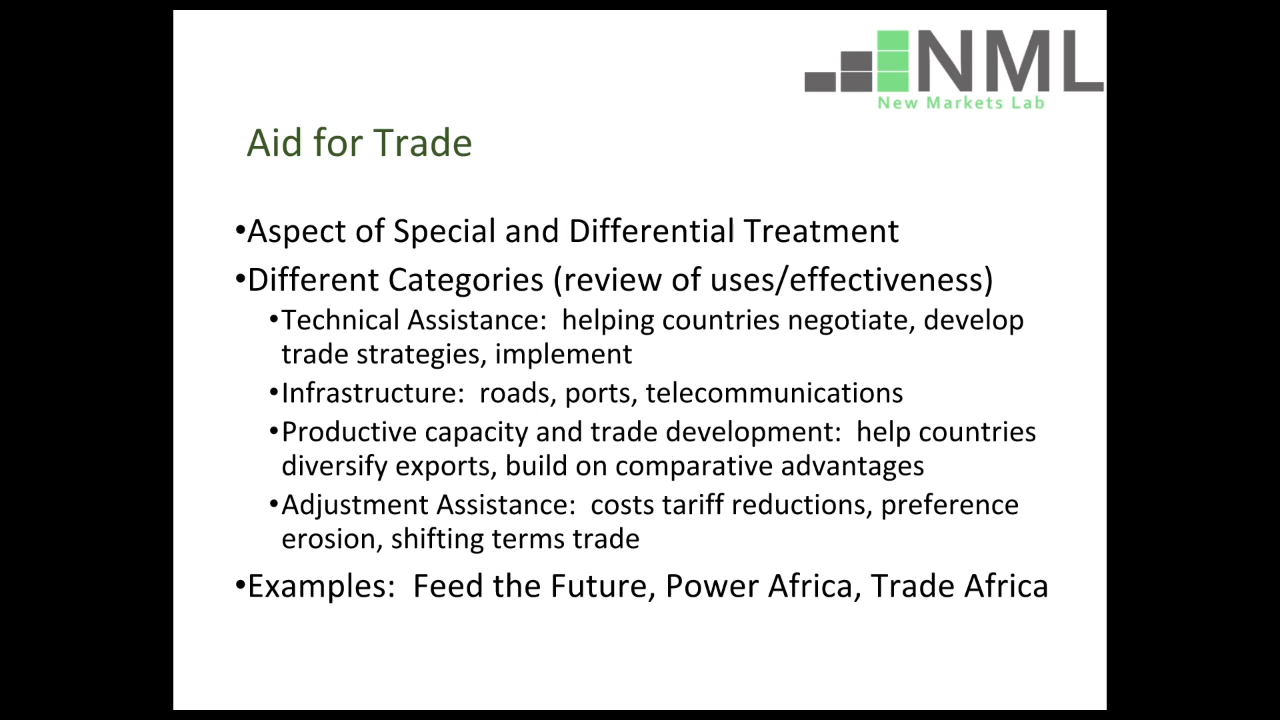 NML
New Markets Lab
Aid for Trade
•Aspect of Special and Differential Treatment
•Different Categories (review of uses/effectiveness)
•Technical Assistance:  helping countries negotiate, develop
trade strategies, implement
•Infrastructure:  roads, ports, telecommunications
•Productive capacity and trade development:  help countries
diversify exports, build on comparative advantages
•Adjustment Assistance:  costs tariff reductions, preference
erosion, shifting terms trade
•Examples:  Feed the Future, Power Africa, Trade Africa